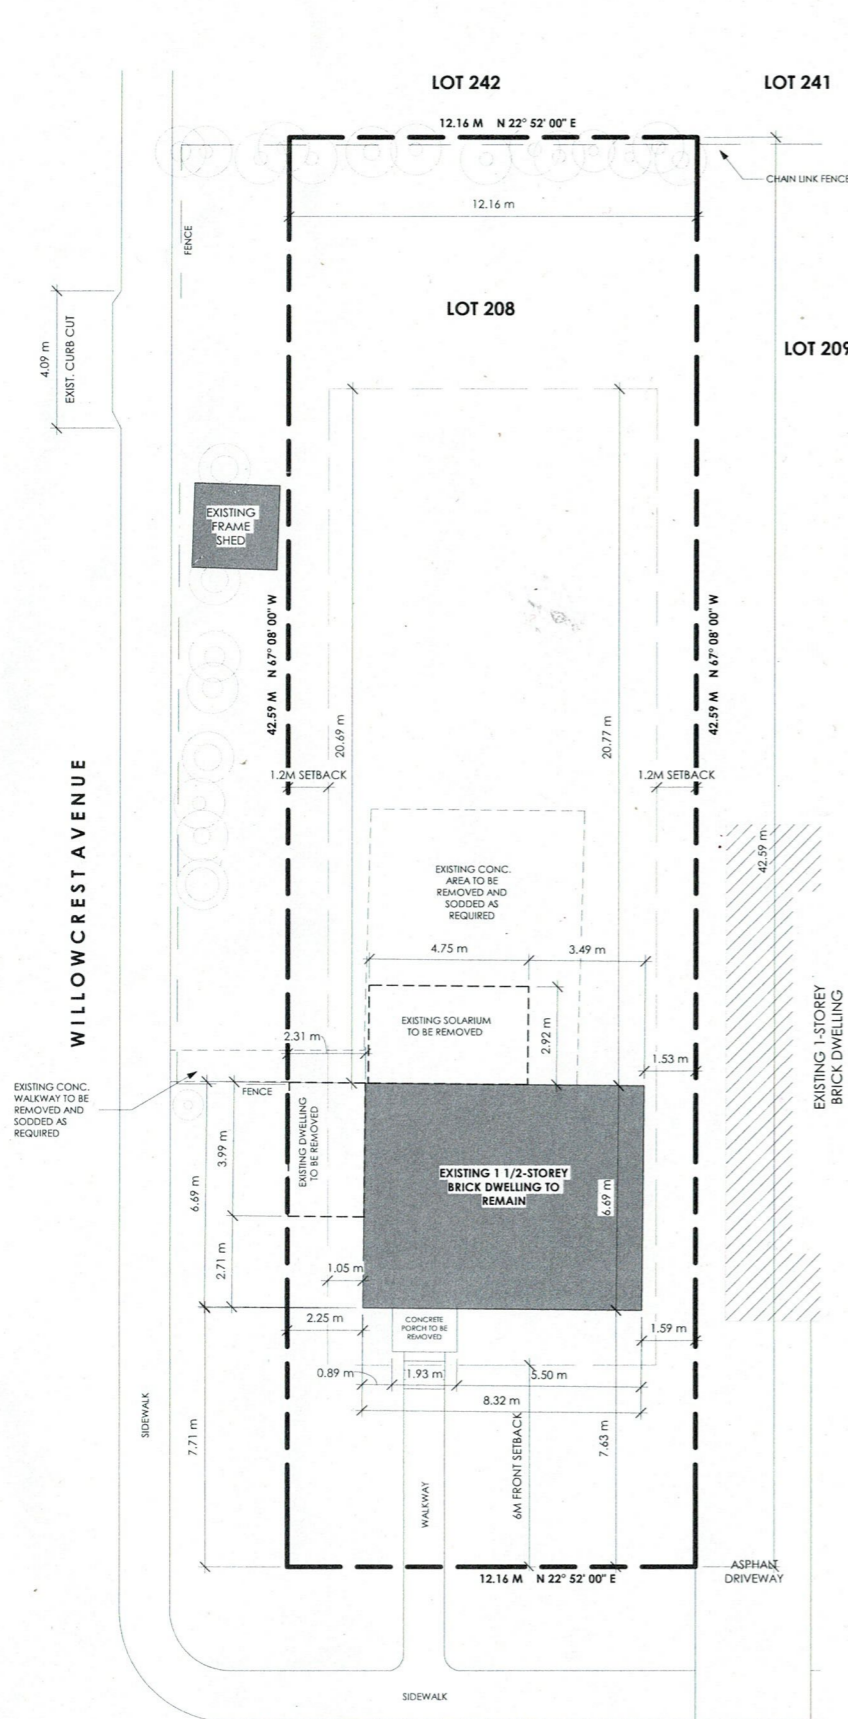 LOT 242
LOT 241
12.16 M N 22° 52' 00" E
CHAIN LINK FENCE
12.16 m
FENCE
LOT 208
LOT 209
4.09 m
EXIST. CURB CUT
EXISTING
FRAME
SHED
42.59 M N 67° 08' 00" W
42.59 M N 67° 08' 00" W
20.69 m
20.77 m
1.2M SETBACK
1.2M SETBACK
WILLOWCREST AVENUE
42.59 m
EXISTING CONC.
AREA TO BE
REMOVED AND
SODDED AS
REQUIRED
4.75 m
3.49 m
EXISTING SOLARIUM
TO BE REMOVED
2.92 m
2.31 m
1.53 m
EXISTING 1-STOREY
BRICK DWELLING
EXISTING CONC.
WALKWAY TO BE
REMOVED AND
SODDED AS
REQUIRED
FENCE
EXISTING DWELLING
TO BE REMOVED
3.99 m
6.69 m
2.71 m
EXISTING 1 1/2-STOREY
BRICK DWELLING TO
REMAIN
6.69 m
1.05 m
2.25 m
CONCRETE
PORCH TO BE
REMOVED
1.59 m
0.89 m
1.93 m
5.50 m
8.32 m
SIDEWALK
7.71 m
WALKWAY
6M FRONT SETBACK
7.63 m
12.16 M N 22° 52' 00" E
ASPHALT
DRIVEWAY
SIDEWALK